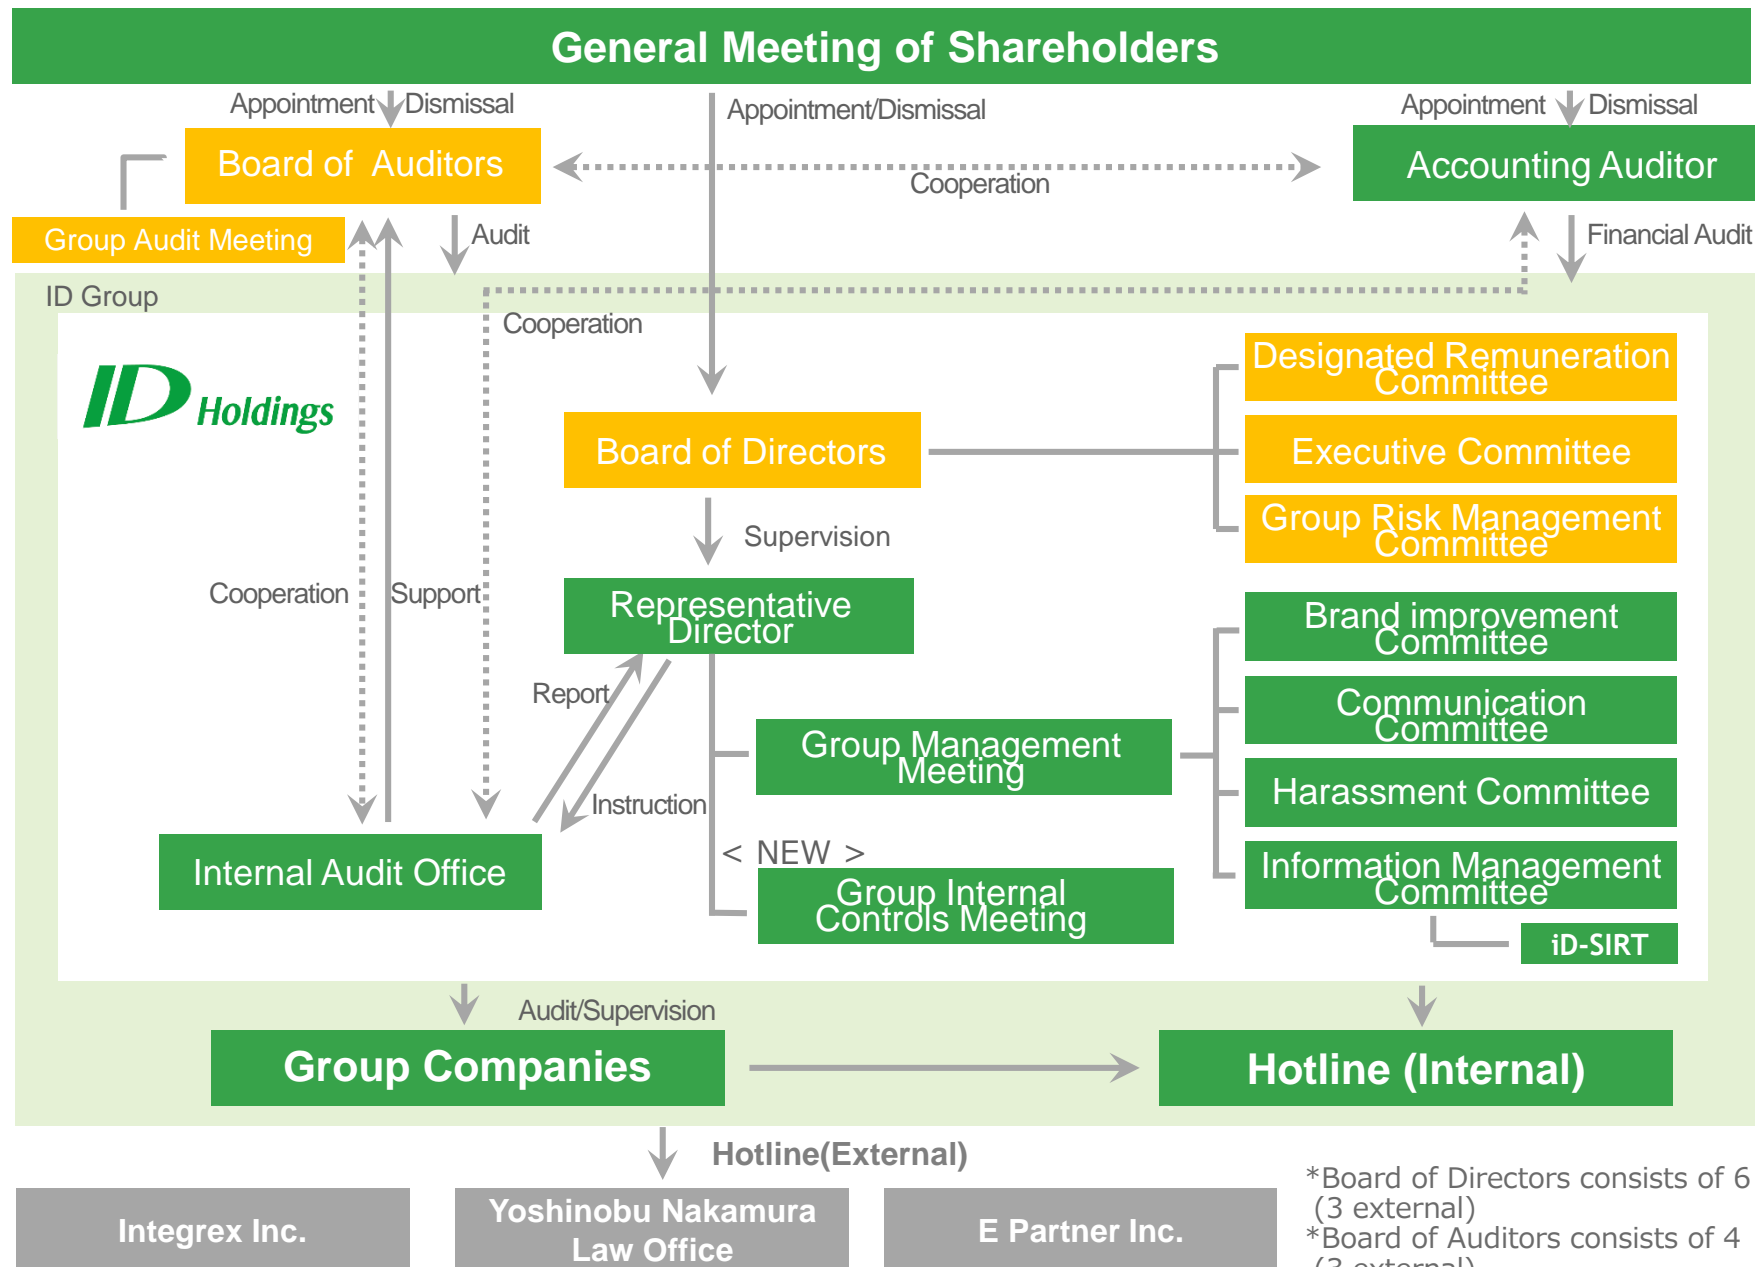 General Meeting of Shareholders
Appointment Dismissal
Appointment/Dismissal
Appointment Dismissal
Board of Auditors
Accounting Auditor
Cooperation
Group Audit Meeting
Audit
Financial Audit
ID Group
Cooperation
ID Holdings
Designated Remuneration
Committee
Board of Directors
Executive Committee
Group Risk Management
Committee
Supervision
Cooperation
Support
Representative
Director
Brand improvement
Committee
Report
Communication
Committee
Group Management
Meeting
Instruction
Harassment Committee
< NEW >
Internal Audit Office
Group Internal
Controls Meeting
Information Management
Committee
iD-SIRT
Audit/Supervision
Group Companies
Hotline (Internal)
Hotline(External)
Integrex Inc.
Yoshinobu Nakamura
Law Office
E Partner Inc.
*Board of Directors consists of 6
(3 external)
*Board of Auditors consists of 4
(3 external)